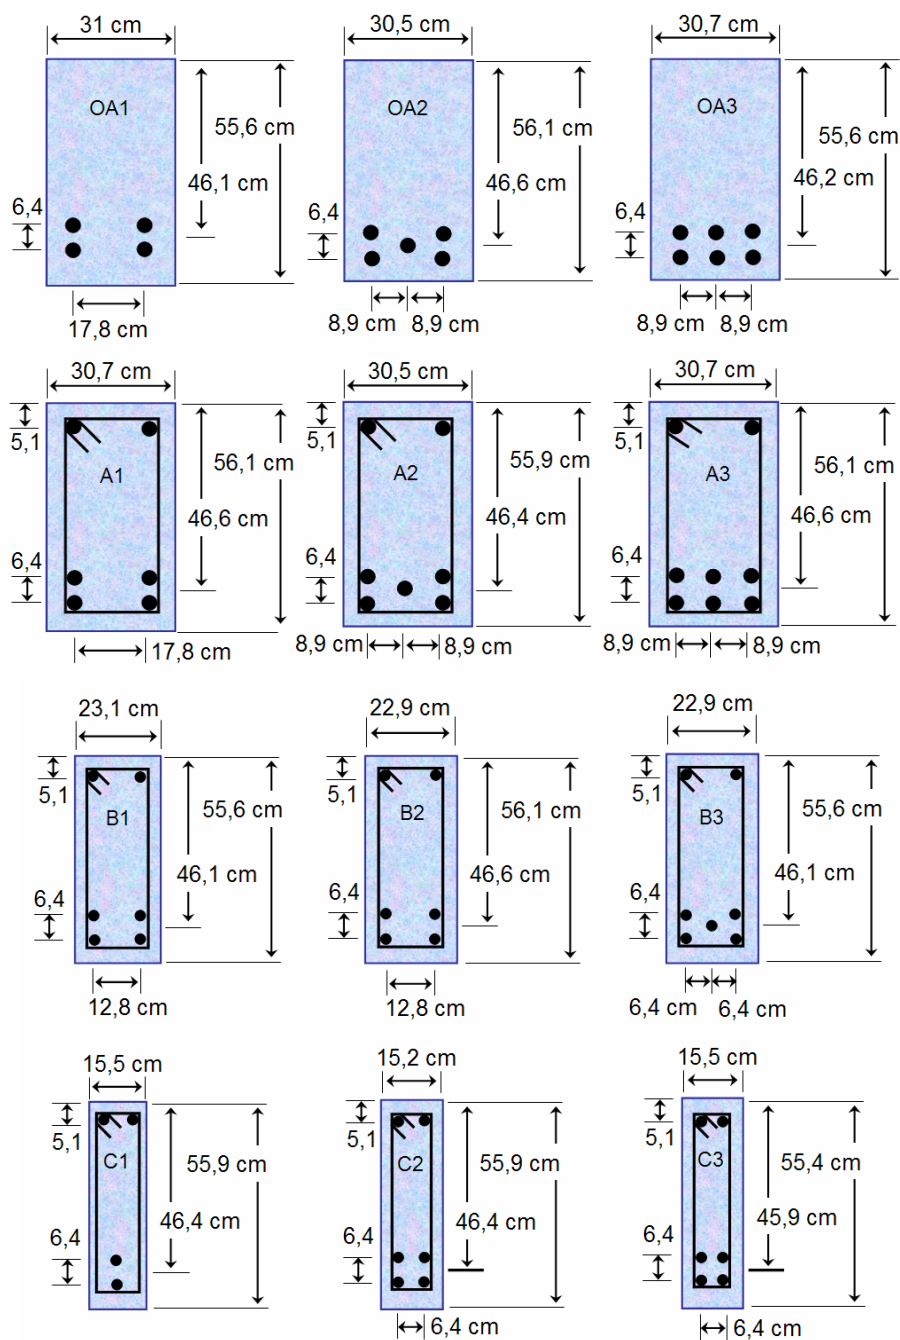 31 cm
30,5 cm
30,7 cm
OA1
OA2
OA3
55,6 cm
56,1 cm
55,6 cm
46,1 cm
46,6 cm
46,2 cm
6,4
6,4
6,4
17,8 cm
8,9 cm
8,9 cm
8,9 cm
8,9 cm
30,7 cm
30,5 cm
30,7 cm
5,1
5,1
5,1
A1
A2
A3
56,1 cm
55,9 cm
56,1 cm
46,6 cm
46,4 cm
46,6 cm
6,4
6,4
6,4
17,8 cm
8,9 cm
8,9 cm
8,9 cm
8,9 cm
23,1 cm
22,9 cm
22,9 cm
5,1
5,1
5,1
B1
B2
B3
55,6 cm
56,1 cm
55,6 cm
46,1 cm
46,6 cm
46,1 cm
6,4
6,4
6,4
12,8 cm
12,8 cm
6,4 cm
6,4 cm
15,5 cm
15,2 cm
15,5 cm
5,1
5,1
5,1
C1
C2
C3
55,9 cm
55,9 cm
55,4 cm
46,4 cm
46,4 cm
45,9 cm
6,4
6,4
6,4
6,4 cm
6,4 cm